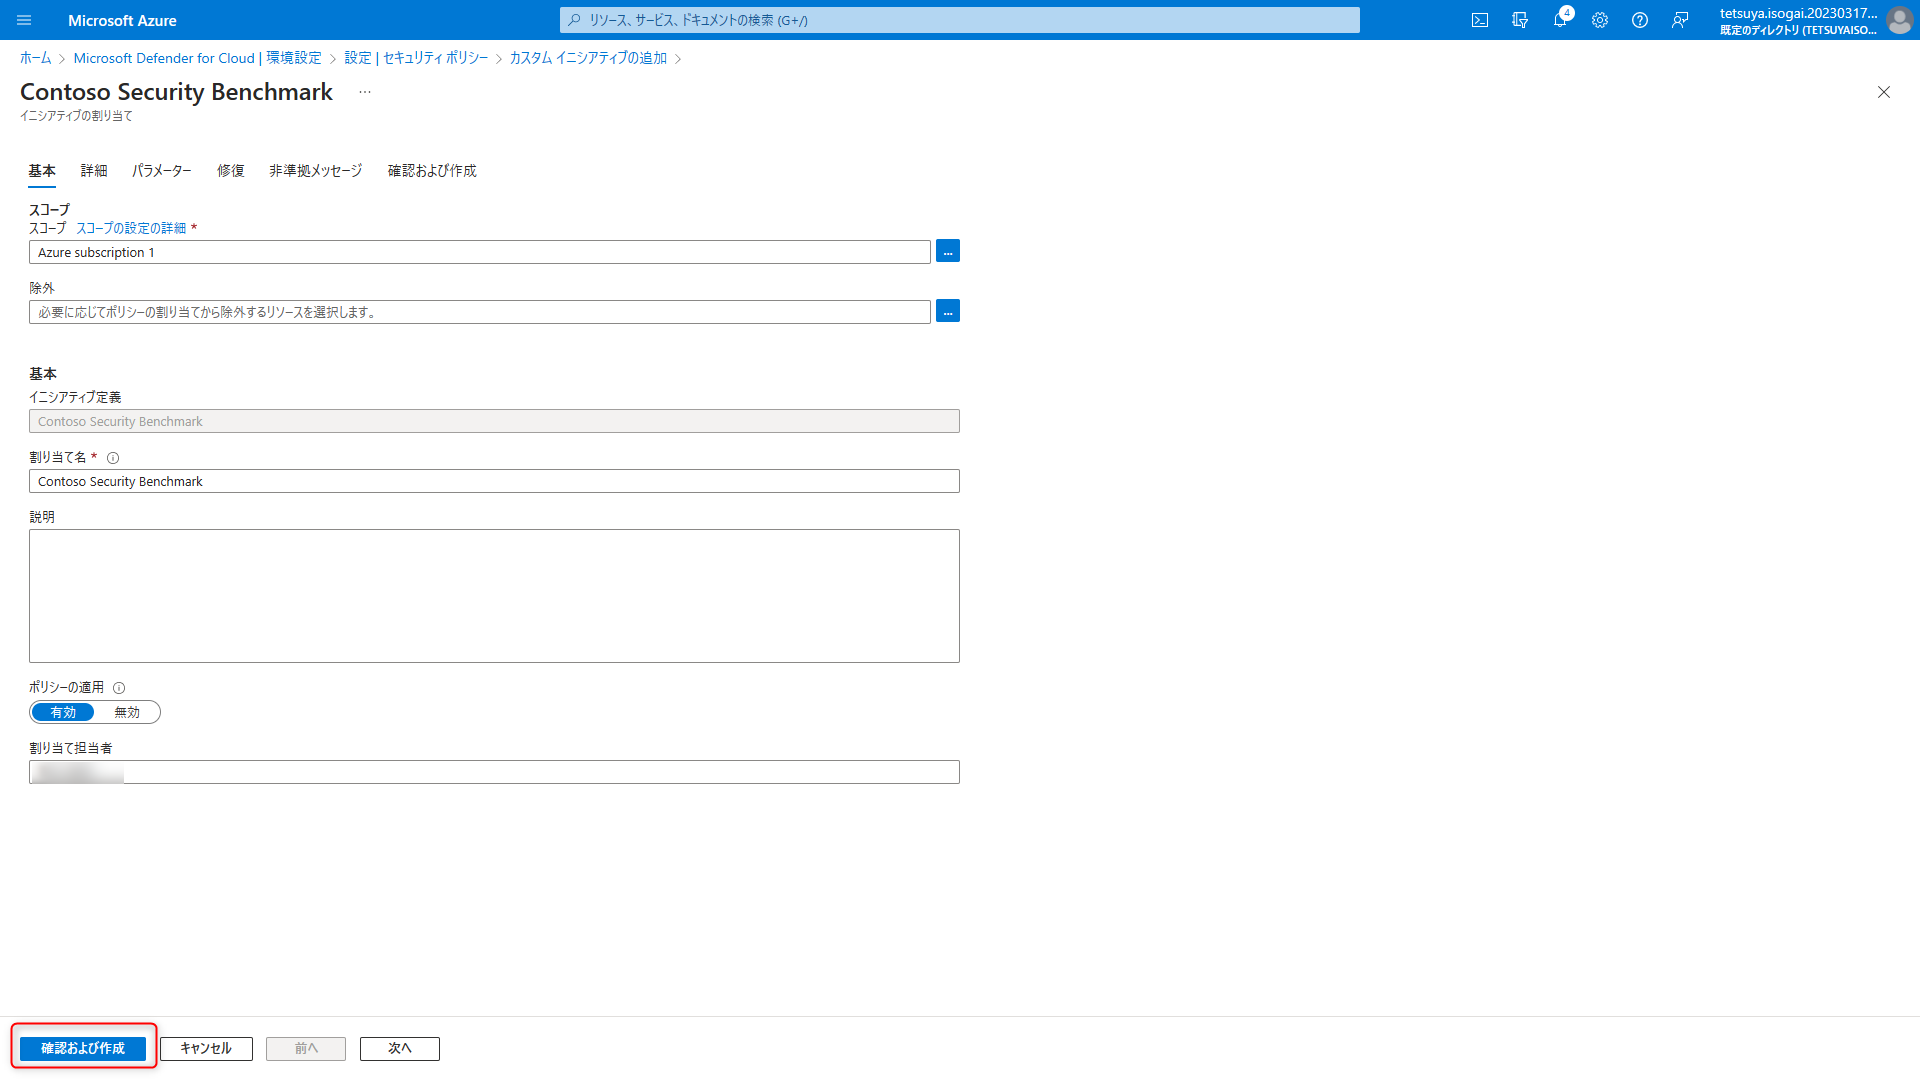 Microsoft Azure
リソース、サービス、ドキュメントの検索 (G+/)
4
tetsuya.isogai.20230317...
既定のディレクトリ (TETSUYAISO...
ホーム > Microsoft Defender for Cloud | 環境設定 > 設定 | セキュリティ ポリシー > カスタム イニシアティブの追加 >
Contoso Security Benchmark ...
イニシアティブの割り当て
基本 詳細 パラメーター 修復 非準拠メッセージ 確認および作成
スコープ
スコープ スコープの設定の詳細 *
Azure subscription 1
...
除外
必要に応じてポリシーの割り当てから除外するリソースを選択します。
...
基本
イニシアティブ定義
Contoso Security Benchmark
割り当て名 *
Contoso Security Benchmark
説明
ポリシーの適用
有効 無効
割り当て担当者
確認および作成 キャンセル 前へ 次へ